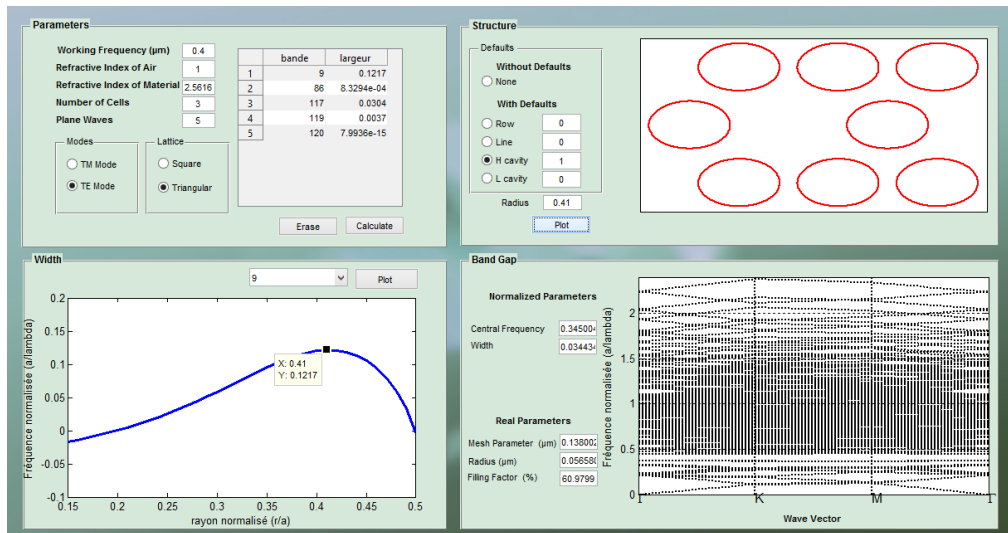 Parameters
Working Frequency (µm) 0.4
Refractive Index of Air 1
Refractive Index of Material 2.5616
Number of Cells 3
Plane Waves 5
Modes
TM Mode
TE Mode
Lattice
Square
Triangular
bande largeur
1 9 0.1217
2 86 8.3294e-04
3 117 0.0304
4 119 0.0037
5 120 7.9936e-15
Erase Calculate
Structure
Defaults
Without Defaults
None
With Defaults
Row 0
Line 0
H cavity 1
L cavity 0
Radius 0.41
Plot
Width
9 Plot
Fréquence normalisée (a/lambda)
0.2
0.15
0.1
0.05
0
-0.05
-0.1
X: 0.41
Y: 0.1217
0.15 0.2 0.25 0.3 0.35 0.4 0.45 0.5
rayon normalisé (r/a)
Band Gap
Normalized Parameters
Central Frequency 0.34500
Width 0.03443
Real Parameters
Mesh Parameter (µm) 0.13800
Radius (µm) 0.05658
Filling Factor (%) 60.9799
Fréquence normalisée (a/lambda)
2
1.5
1
0.5
0
Γ K M Γ
Wave Vector